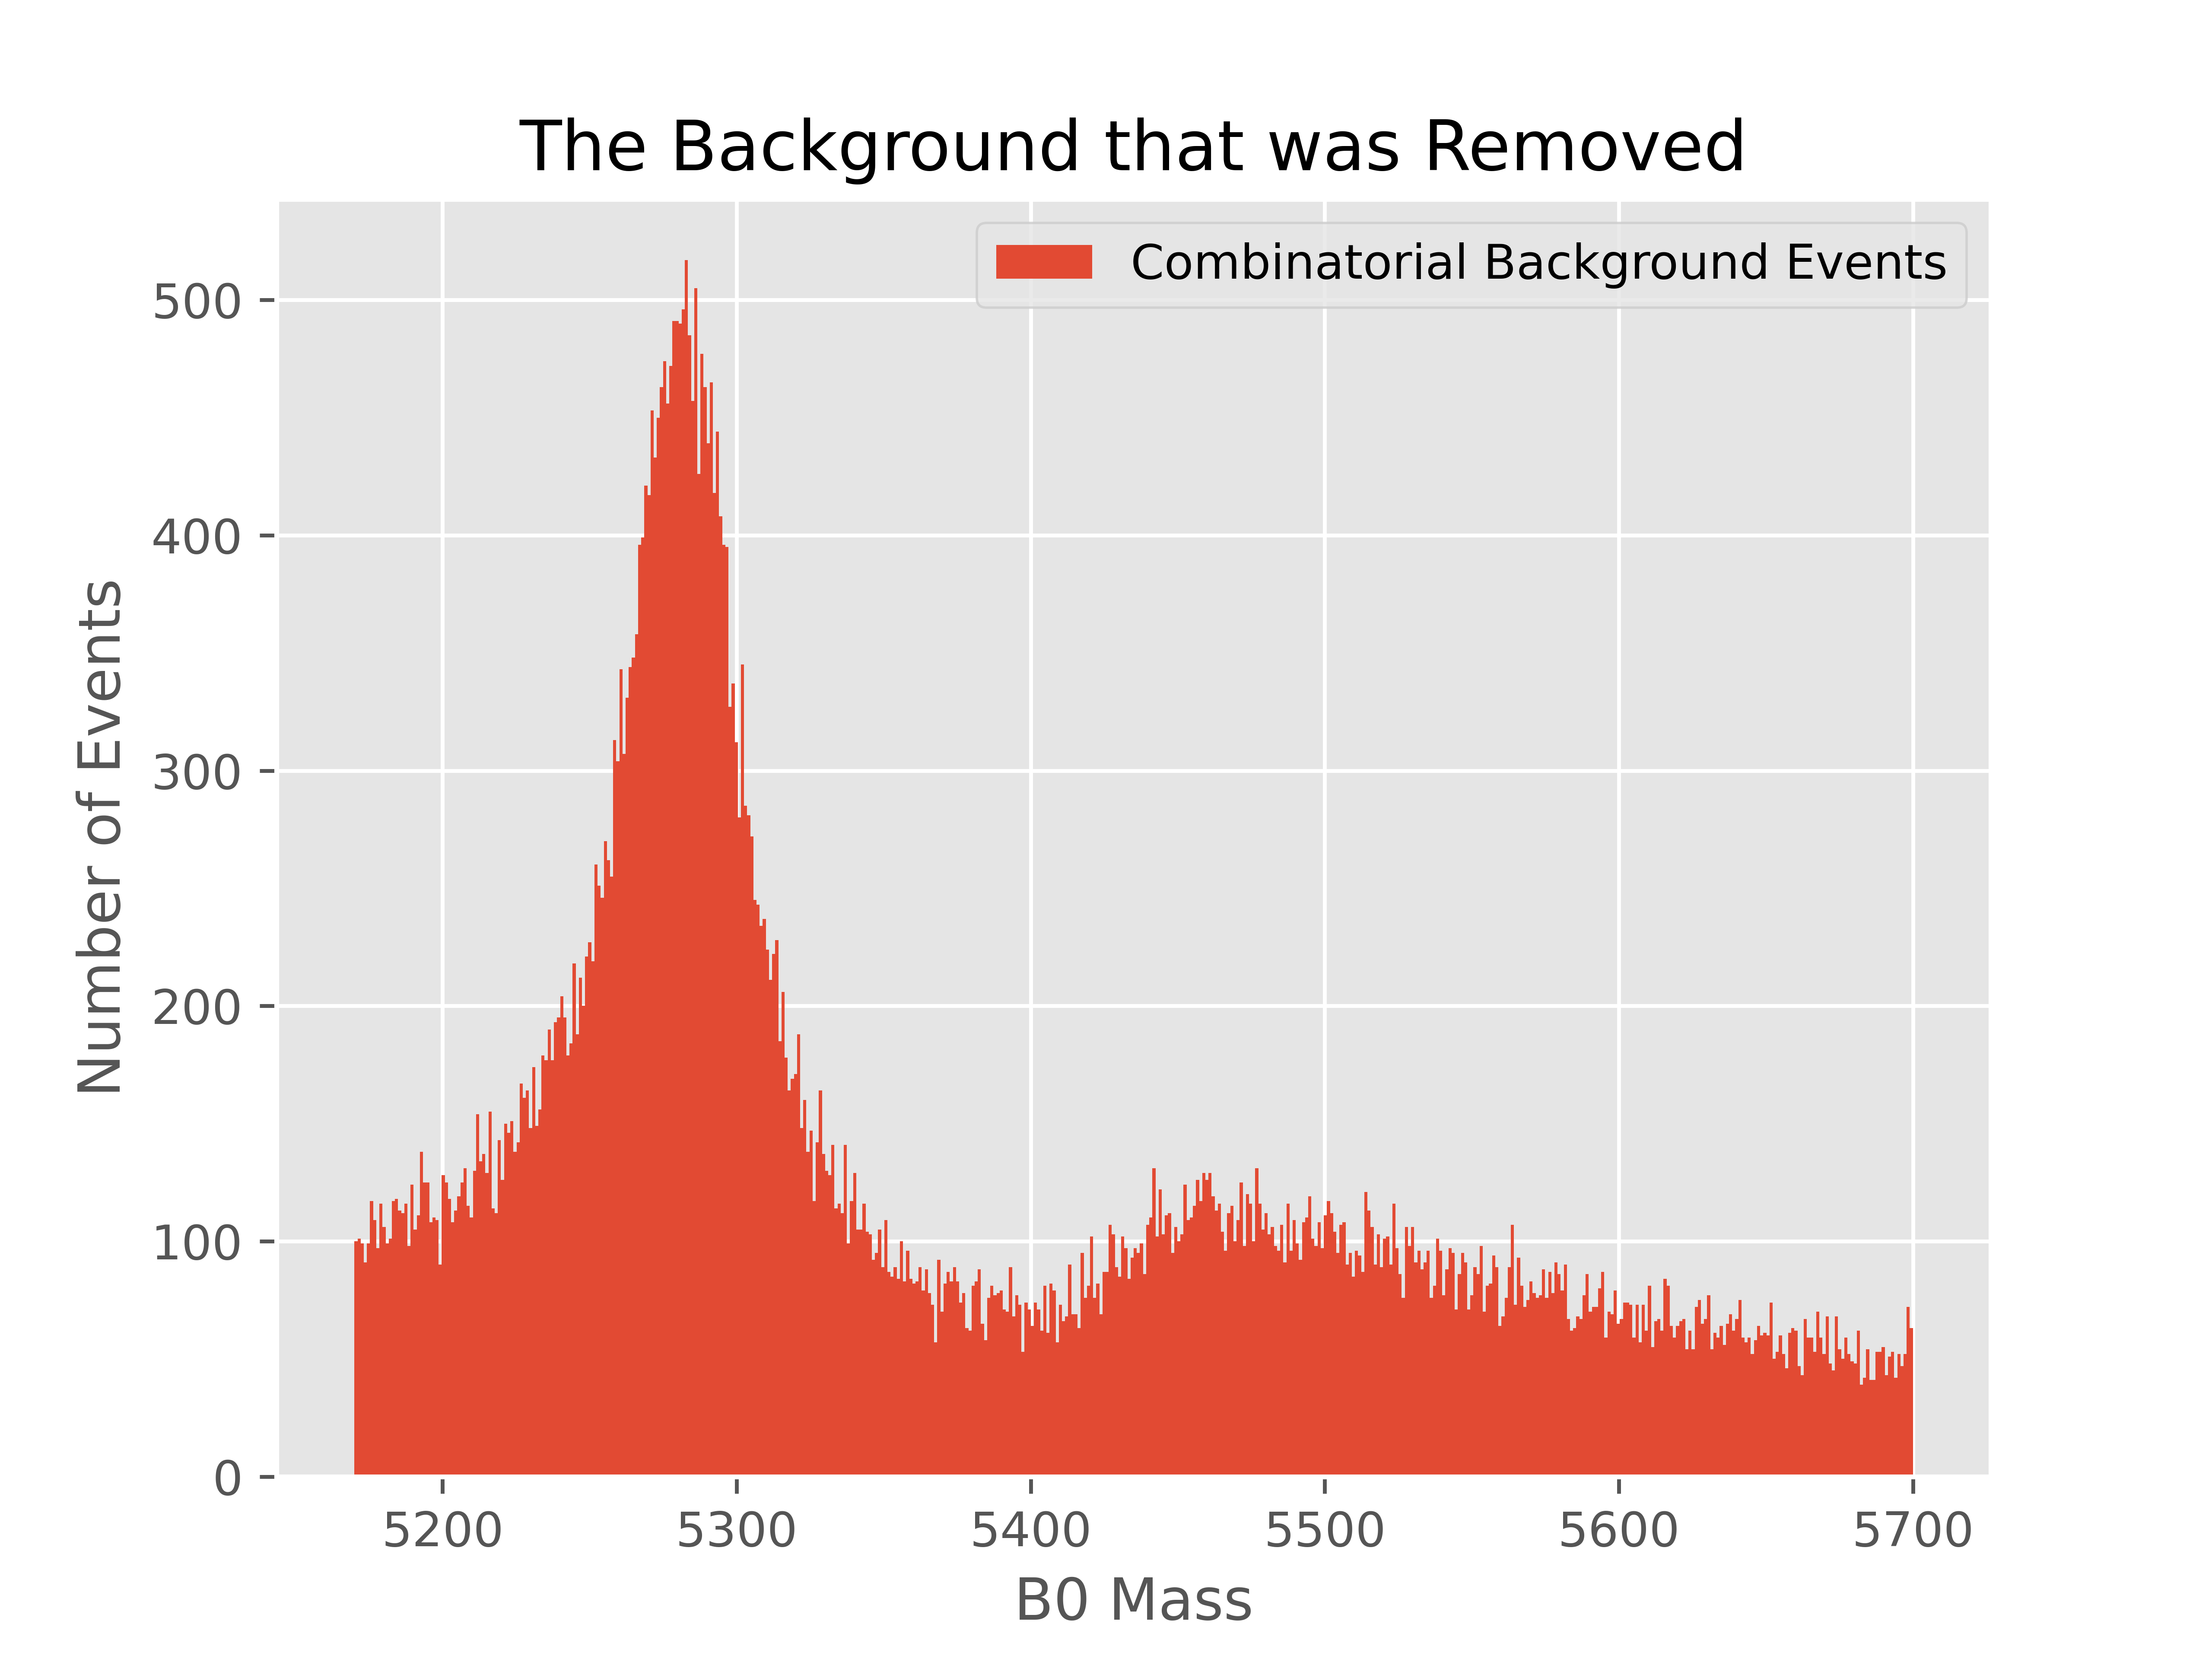 The Background that was Removed
Combinatorial Background Events
Number of Events
500
400
300
200
100
0
5200 5300 5400 5500 5600 5700
B0 Mass